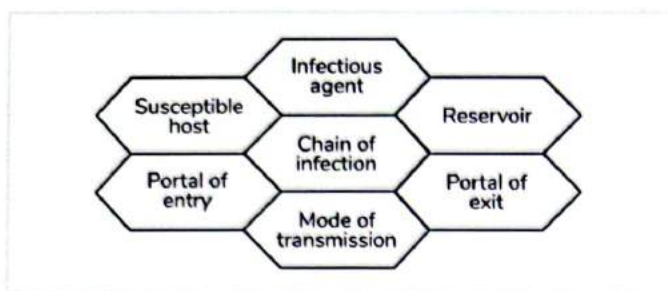 Infectious
agent
Susceptible
host
Reservoir
Chain of
infection
Portal of
entry
Portal of
exit
Mode of
transmission